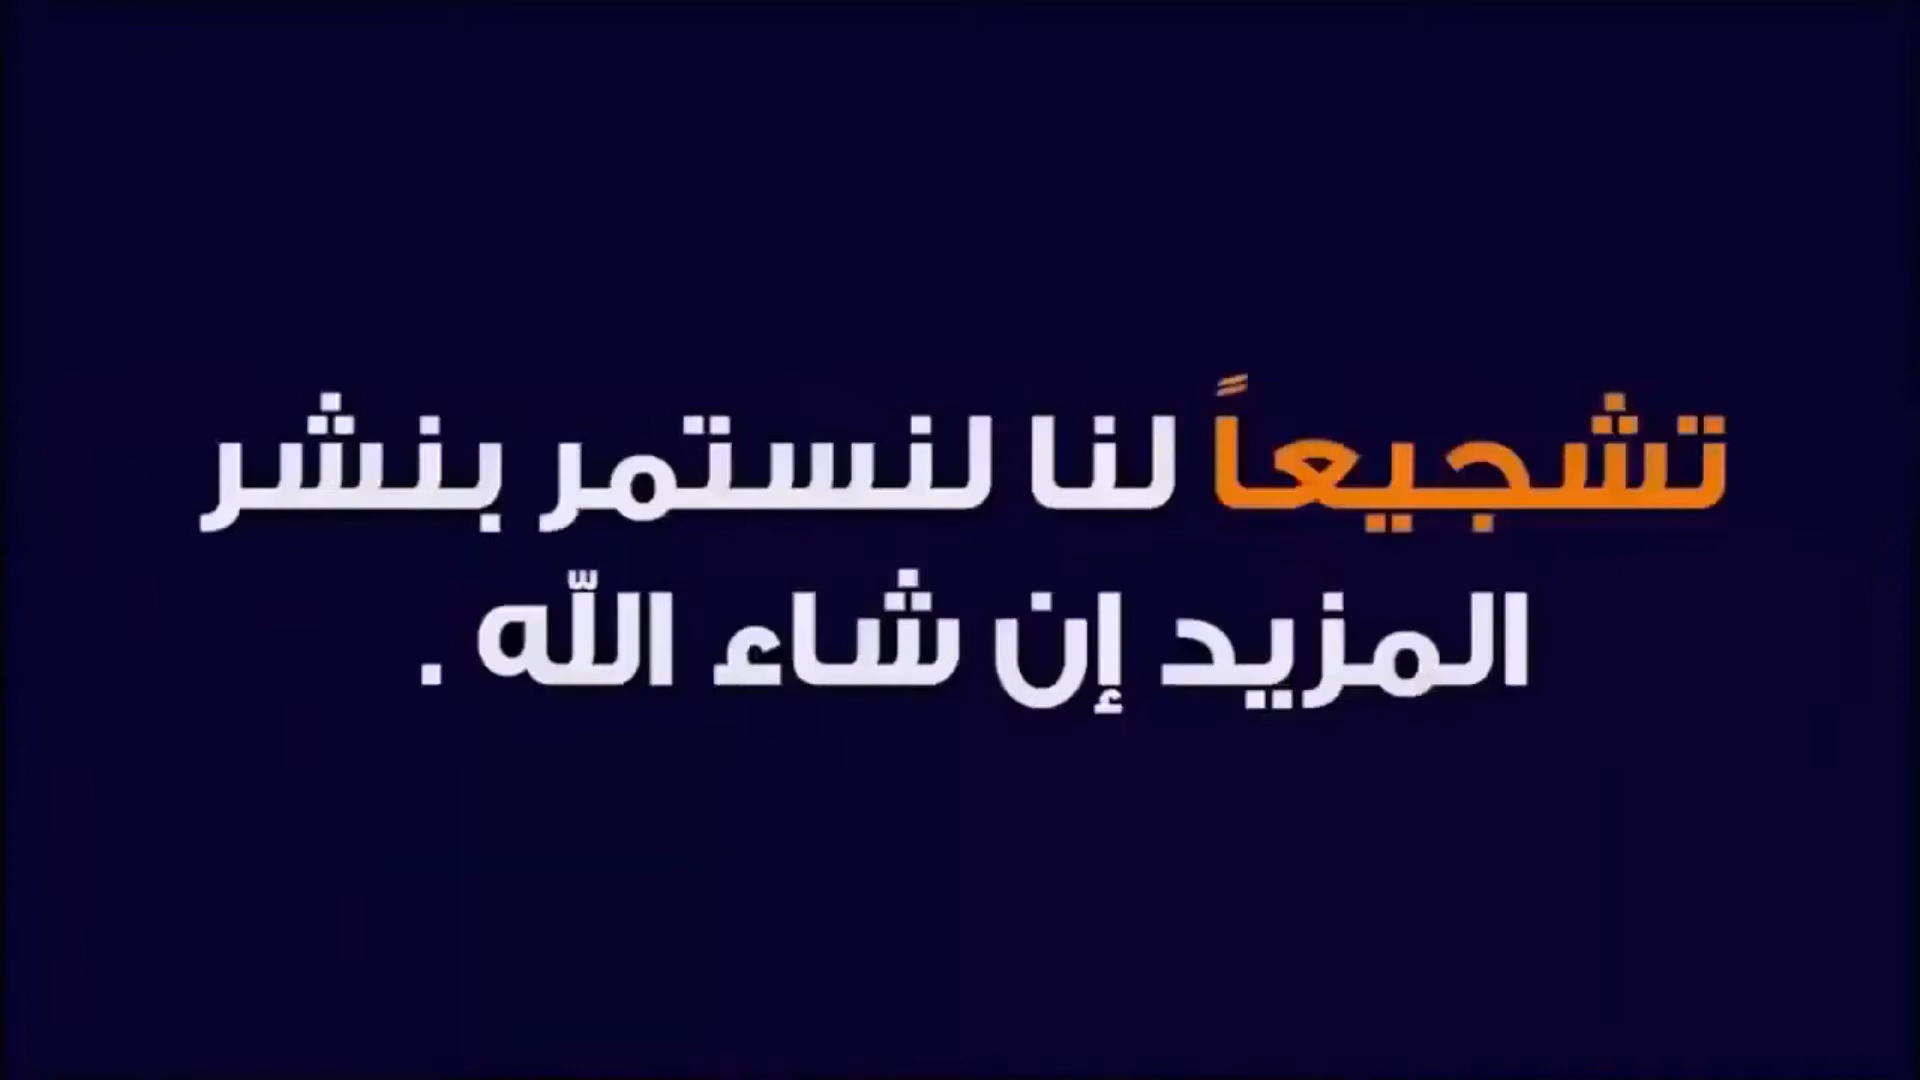 تشجيعاً لنا لنستمر بنشر
المزيد إن شاء اللّه .